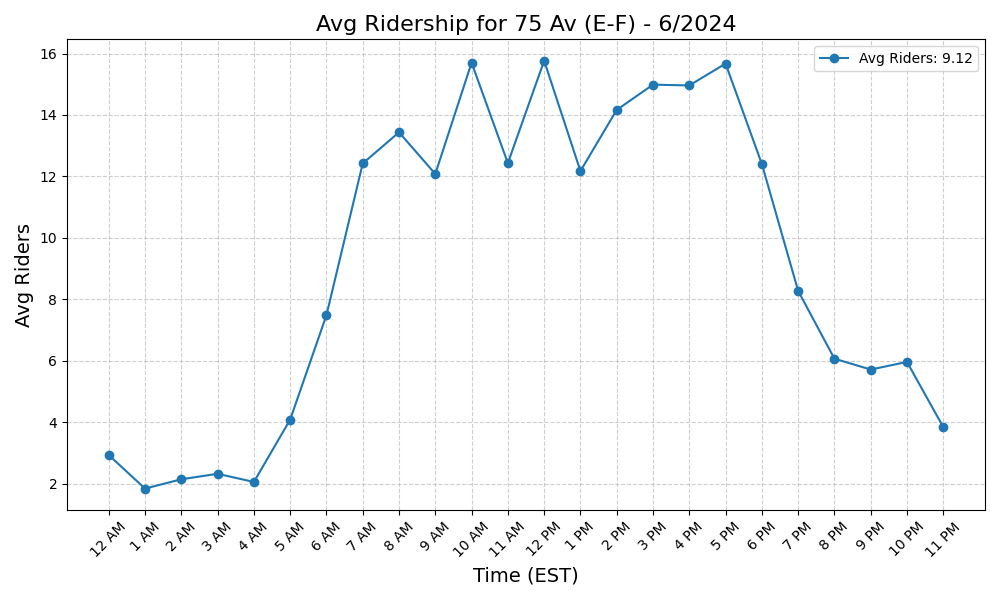 Avg Ridership for 75 Av (E-F) - 6/2024
Avg Riders: 9.12
Avg Riders
16
14
12
10
8
6
4
2
12 AM 1 AM 2 AM 3 AM 4 AM 5 AM 6 AM 7 AM 8 AM 9 AM 10 AM 11 AM 12 PM 1 PM 2 PM 3 PM 4 PM 5 PM 6 PM 7 PM 8 PM 9 PM 10 PM 11 PM
Time (EST)